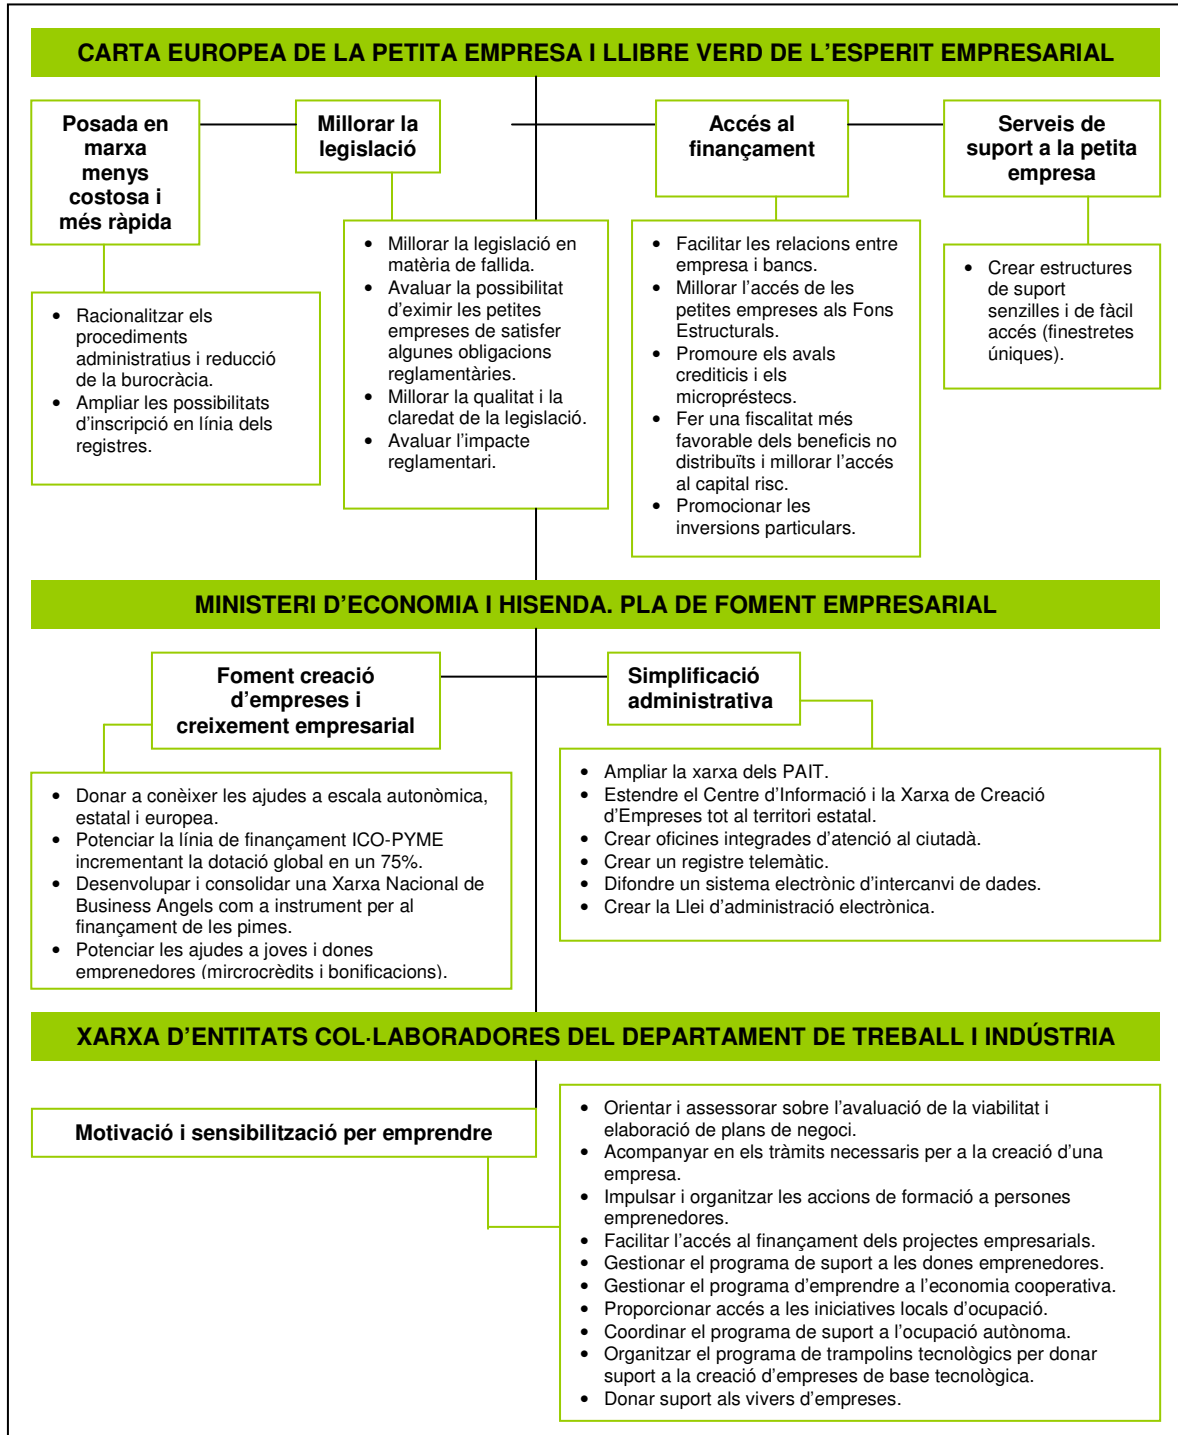 CARTA EUROPEA DE LA PETITA EMPRESA I LLIBRE VERD DE L’ESPERIT EMPRESARIAL
Posada en
marxa
menys
costosa i
més ràpida
Millorar la
legislació
Accés al
finançament
Serveis de
suport a la petita
empresa
• Racionalitzar els
procediments
administratius i reducció
de la burocràcia.
• Ampliar les possibilitats
d’inscripció en línia dels
registres.
• Millorar la legislació en
matèria de fallida.
• Avaluar la possibilitat
d’eximir les petites
empreses de satisfer
algunes obligacions
reglamentàries.
• Millorar la qualitat i la
claredat de la legislació.
• Avaluar l’impacte
reglamentari.
• Facilitar les relacions entre
empresa i bancs.
• Millorar l’accés de les
petites empreses als Fons
Estructurals.
• Promoure els avals
crediticis i els
micropréstecs.
• Fer una fiscalitat més
favorable dels beneficis no
distribuïts i millorar l’accés
al capital risc.
• Promocionar les
inversions particulars.
• Crear estructures
de suport
senzilles i de fàcil
accés (finestretes
úniques).
MINISTERI D’ECONOMIA I HISENDA. PLA DE FOMENT EMPRESARIAL
Foment creació
d’empreses i
creixement empresarial
Simplificació
administrativa
• Donar a conèixer les ajudes a escala autonòmica,
estatal i europea.
• Potenciar la línia de finançament ICO-PYME
incrementant la dotació global en un 75%.
• Desenvolupar i consolidar una Xarxa Nacional de
Business Angels com a instrument per al
finançament de les pimes.
• Potenciar les ajudes a joves i dones
emprenedores (mircrocrèdits i bonificacions).
• Ampliar la xarxa dels PAIT.
• Estendre el Centre d’Informació i la Xarxa de Creació
d’Empreses tot al territori estatal.
• Crear oficines integrades d’atenció al ciutadà.
• Crear un registre telemàtic.
• Difondre un sistema electrònic d’intercanvi de dades.
• Crear la Llei d’administració electrònica.
XARXA D’ENTITATS COL·LABORADORES DEL DEPARTAMENT DE TREBALL I INDÚSTRIA
Motivació i sensibilització per emprendre
• Orientar i assessorar sobre l’avaluació de la viabilitat i
elaboració de plans de negoci.
• Acompanyar en els tràmits necessaris per a la creació d’una
empresa.
• Impulsar i organitzar les accions de formació a persones
emprenedores.
• Facilitar l’accés al finançament dels projectes empresarials.
• Gestionar el programa de suport a les dones emprenedores.
• Gestionar el programa d’emprendre a l’economia cooperativa.
• Proporcionar accés a les iniciatives locals d’ocupació.
• Coordinar el programa de suport a l’ocupació autònoma.
• Organitzar el programa de trampolins tecnològics per donar
suport a la creació d’empreses de base tecnològica.
• Donar suport als vivers d’empreses.